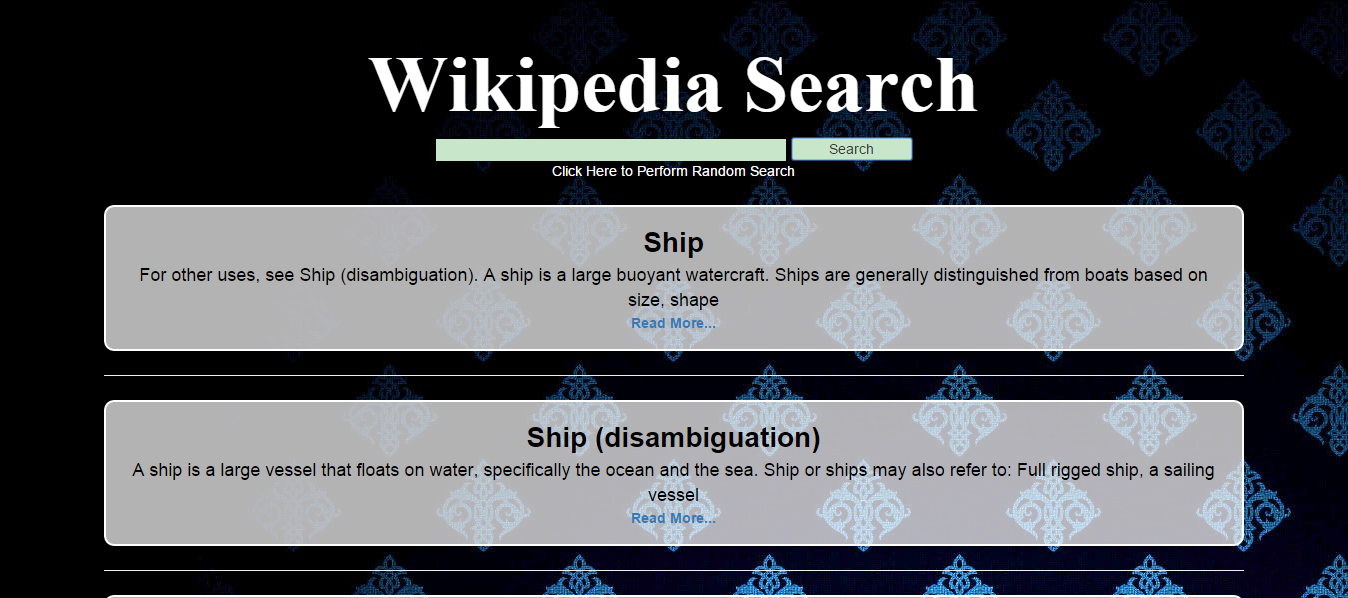 Wikipedia Search
Search
Click Here to Perform Random Search
Ship
For other uses, see Ship (disambiguation). A ship is a large buoyant watercraft. Ships are generally distinguished from boats based on
size, shape
Read More...
Ship (disambiguation)
A ship is a large vessel that floats on water, specifically the ocean and the sea. Ship or ships may also refer to: Full rigged ship, a sailing
vessel
Read More...